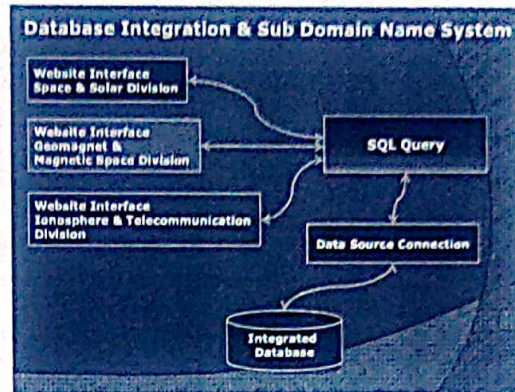 Database Integration & Sub Domain Name System
Website Interface
Space & Solar Division
Website Interface
Geomagnet &
Magnetic Space Division
Website Interface
Ionosphere & Telecommunication
Division
SQL Query
Data Source Connection
Integrated
Database